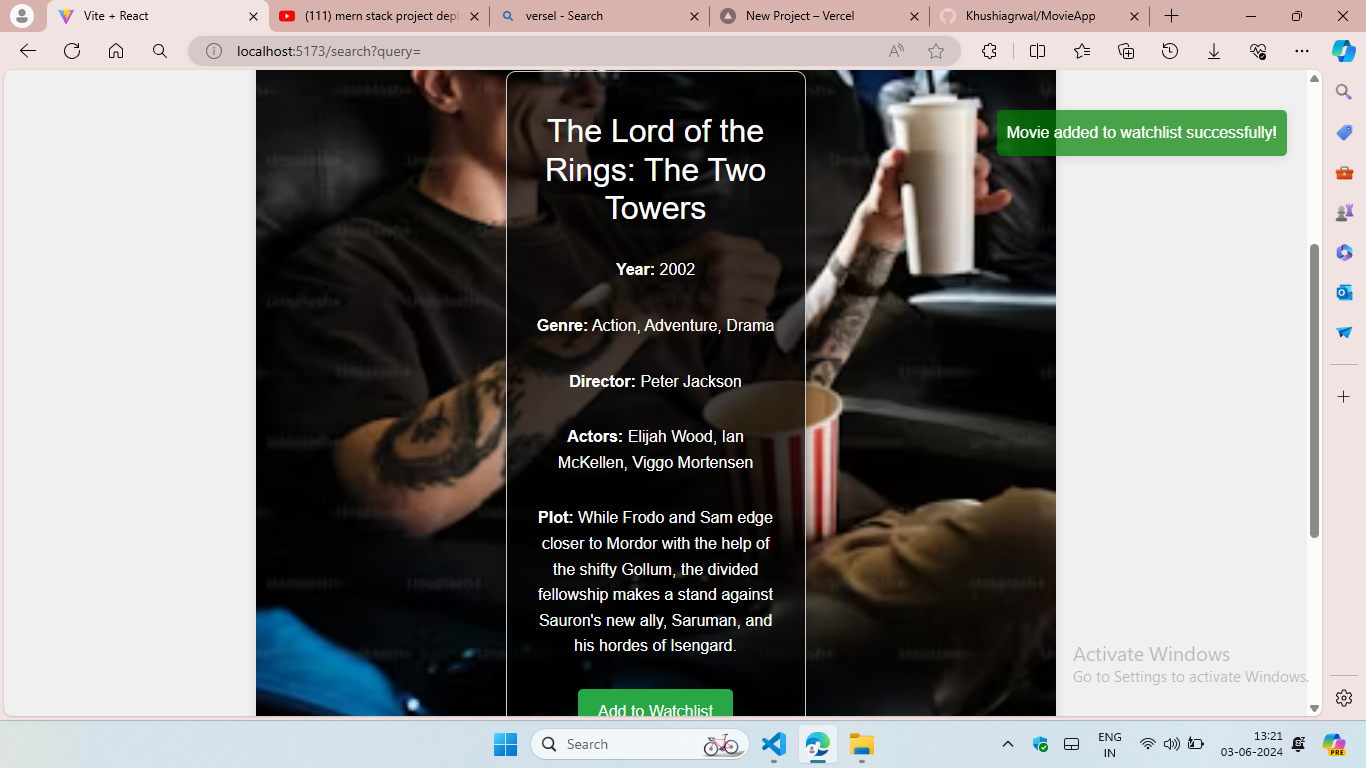 Vite + React
(111) mern stack project depl
versel - Search
New Project – Vercel
Khushiagrwal/MovieApp
localhost:5173/search?query=
The Lord of the
Rings: The Two
Towers
Movie added to watchlist successfully!
Year: 2002
Genre: Action, Adventure, Drama
Director: Peter Jackson
Actors: Elijah Wood, Ian
McKellen, Viggo Mortensen
Plot: While Frodo and Sam edge
closer to Mordor with the help of
the shifty Gollum, the divided
fellowship makes a stand against
Sauron's new ally, Saruman, and
his hordes of Isengard.
Add to Watchlist
Activate Windows
Go to Settings to activate Windows.
Search
ENG
IN
13:21
03-06-2024
PRE